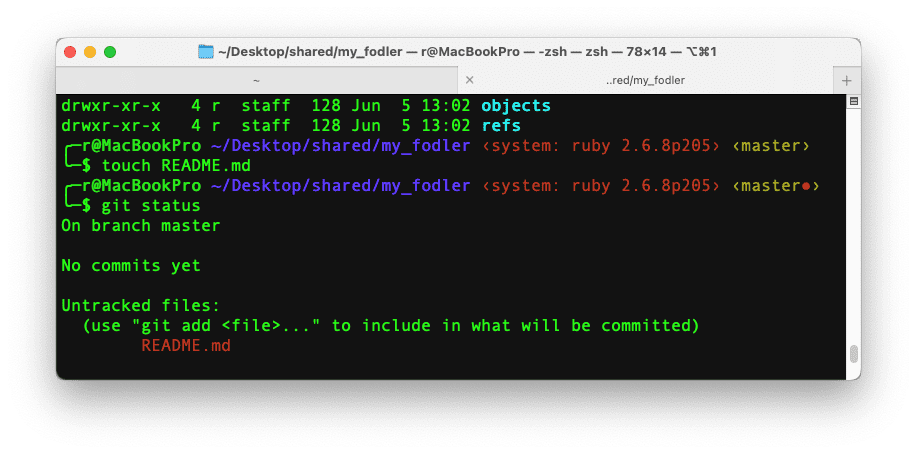 ~/Desktop/shared/my_fodler — r@MacBookPro — -zsh — zsh — 78×14 — ⌥⌘1
~ ..red/my_fodler
drwxr-xr-x   4 r  staff  128 Jun  5 13:02 objects
drwxr-xr-x   4 r  staff  128 Jun  5 13:02 refs
╭─r@MacBookPro ~/Desktop/shared/my_fodler ‹system: ruby 2.6.8p205› ‹master›
╰─$ touch README.md
╭─r@MacBookPro ~/Desktop/shared/my_fodler ‹system: ruby 2.6.8p205› ‹master●›
╰─$ git status
On branch master
No commits yet
Untracked files:
  (use "git add <file>..." to include in what will be committed)
        README.md